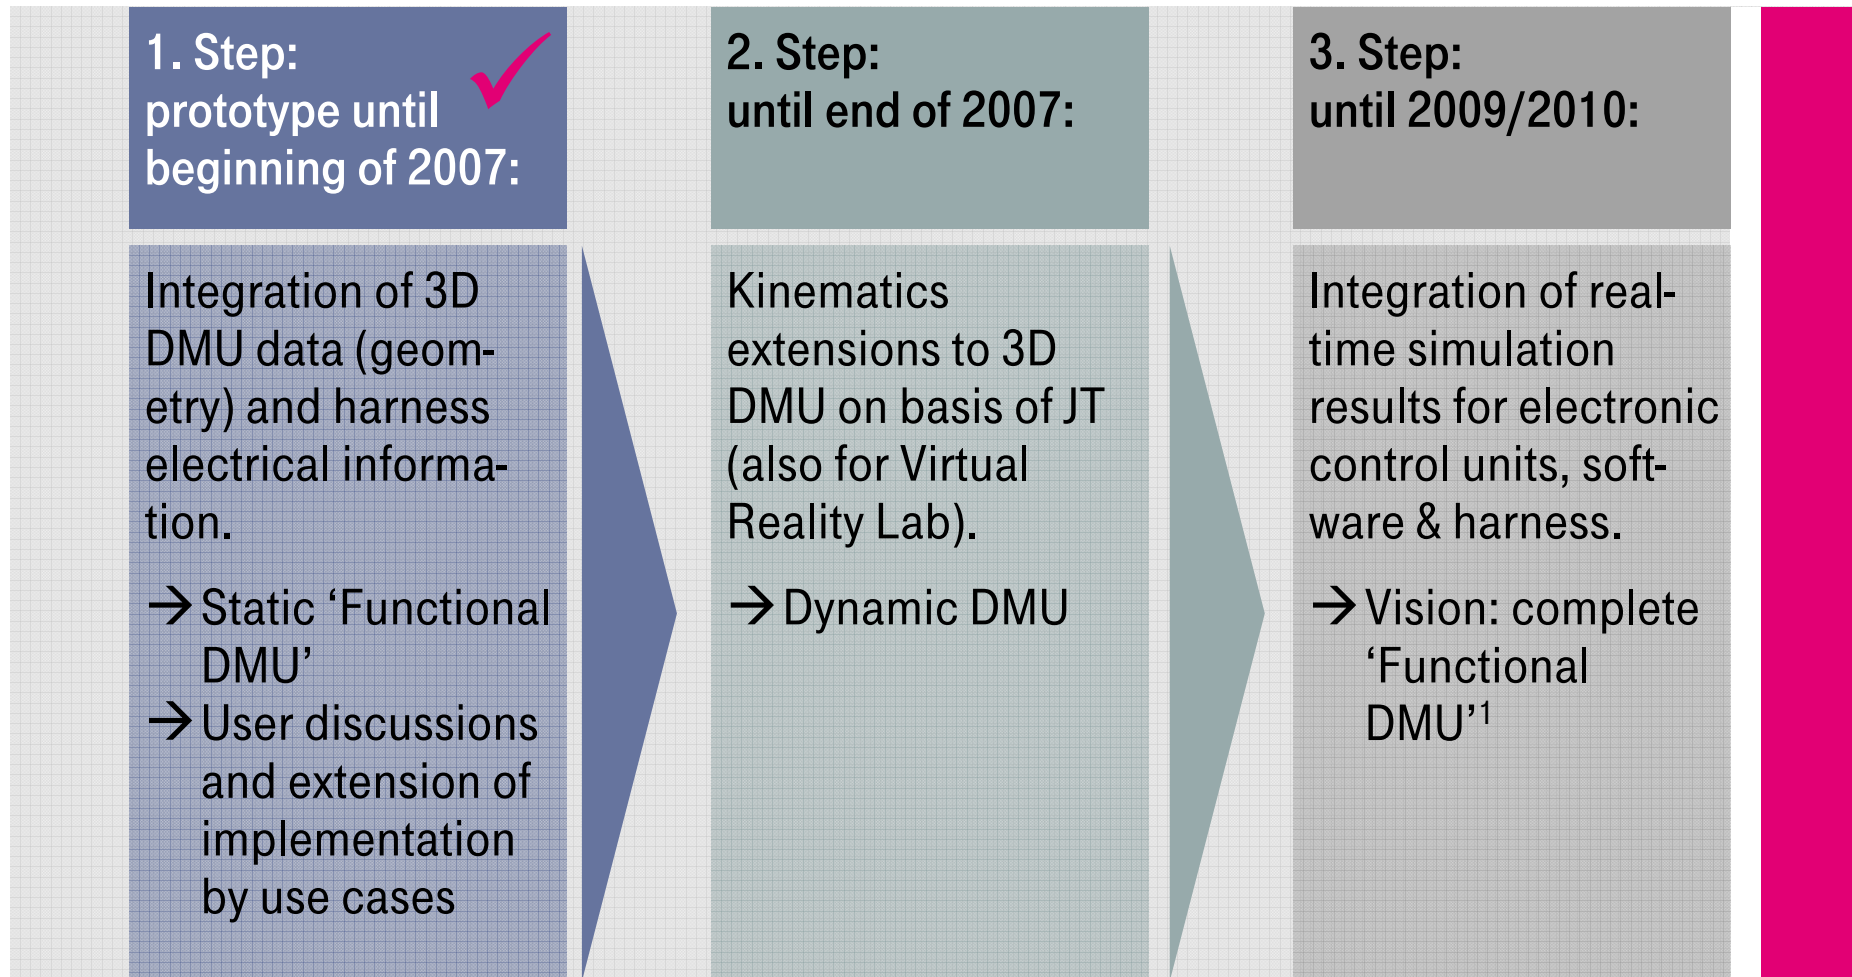 1. Step:
prototype until
beginning of 2007:
Integration of 3D
DMU data (geom-
etry) and harness
electrical informa-
tion.
→ Static ‘Functional
DMU’
→ User discussions
and extension of
implementation
by use cases
2. Step:
until end of 2007:
Kinematics
extensions to 3D
DMU on basis of JT
(also for Virtual
Reality Lab).
→ Dynamic DMU
3. Step:
until 2009/2010:
Integration of real-
time simulation
results for electronic
control units, soft-
ware & harness.
→ Vision: complete
‘Functional
DMU’¹